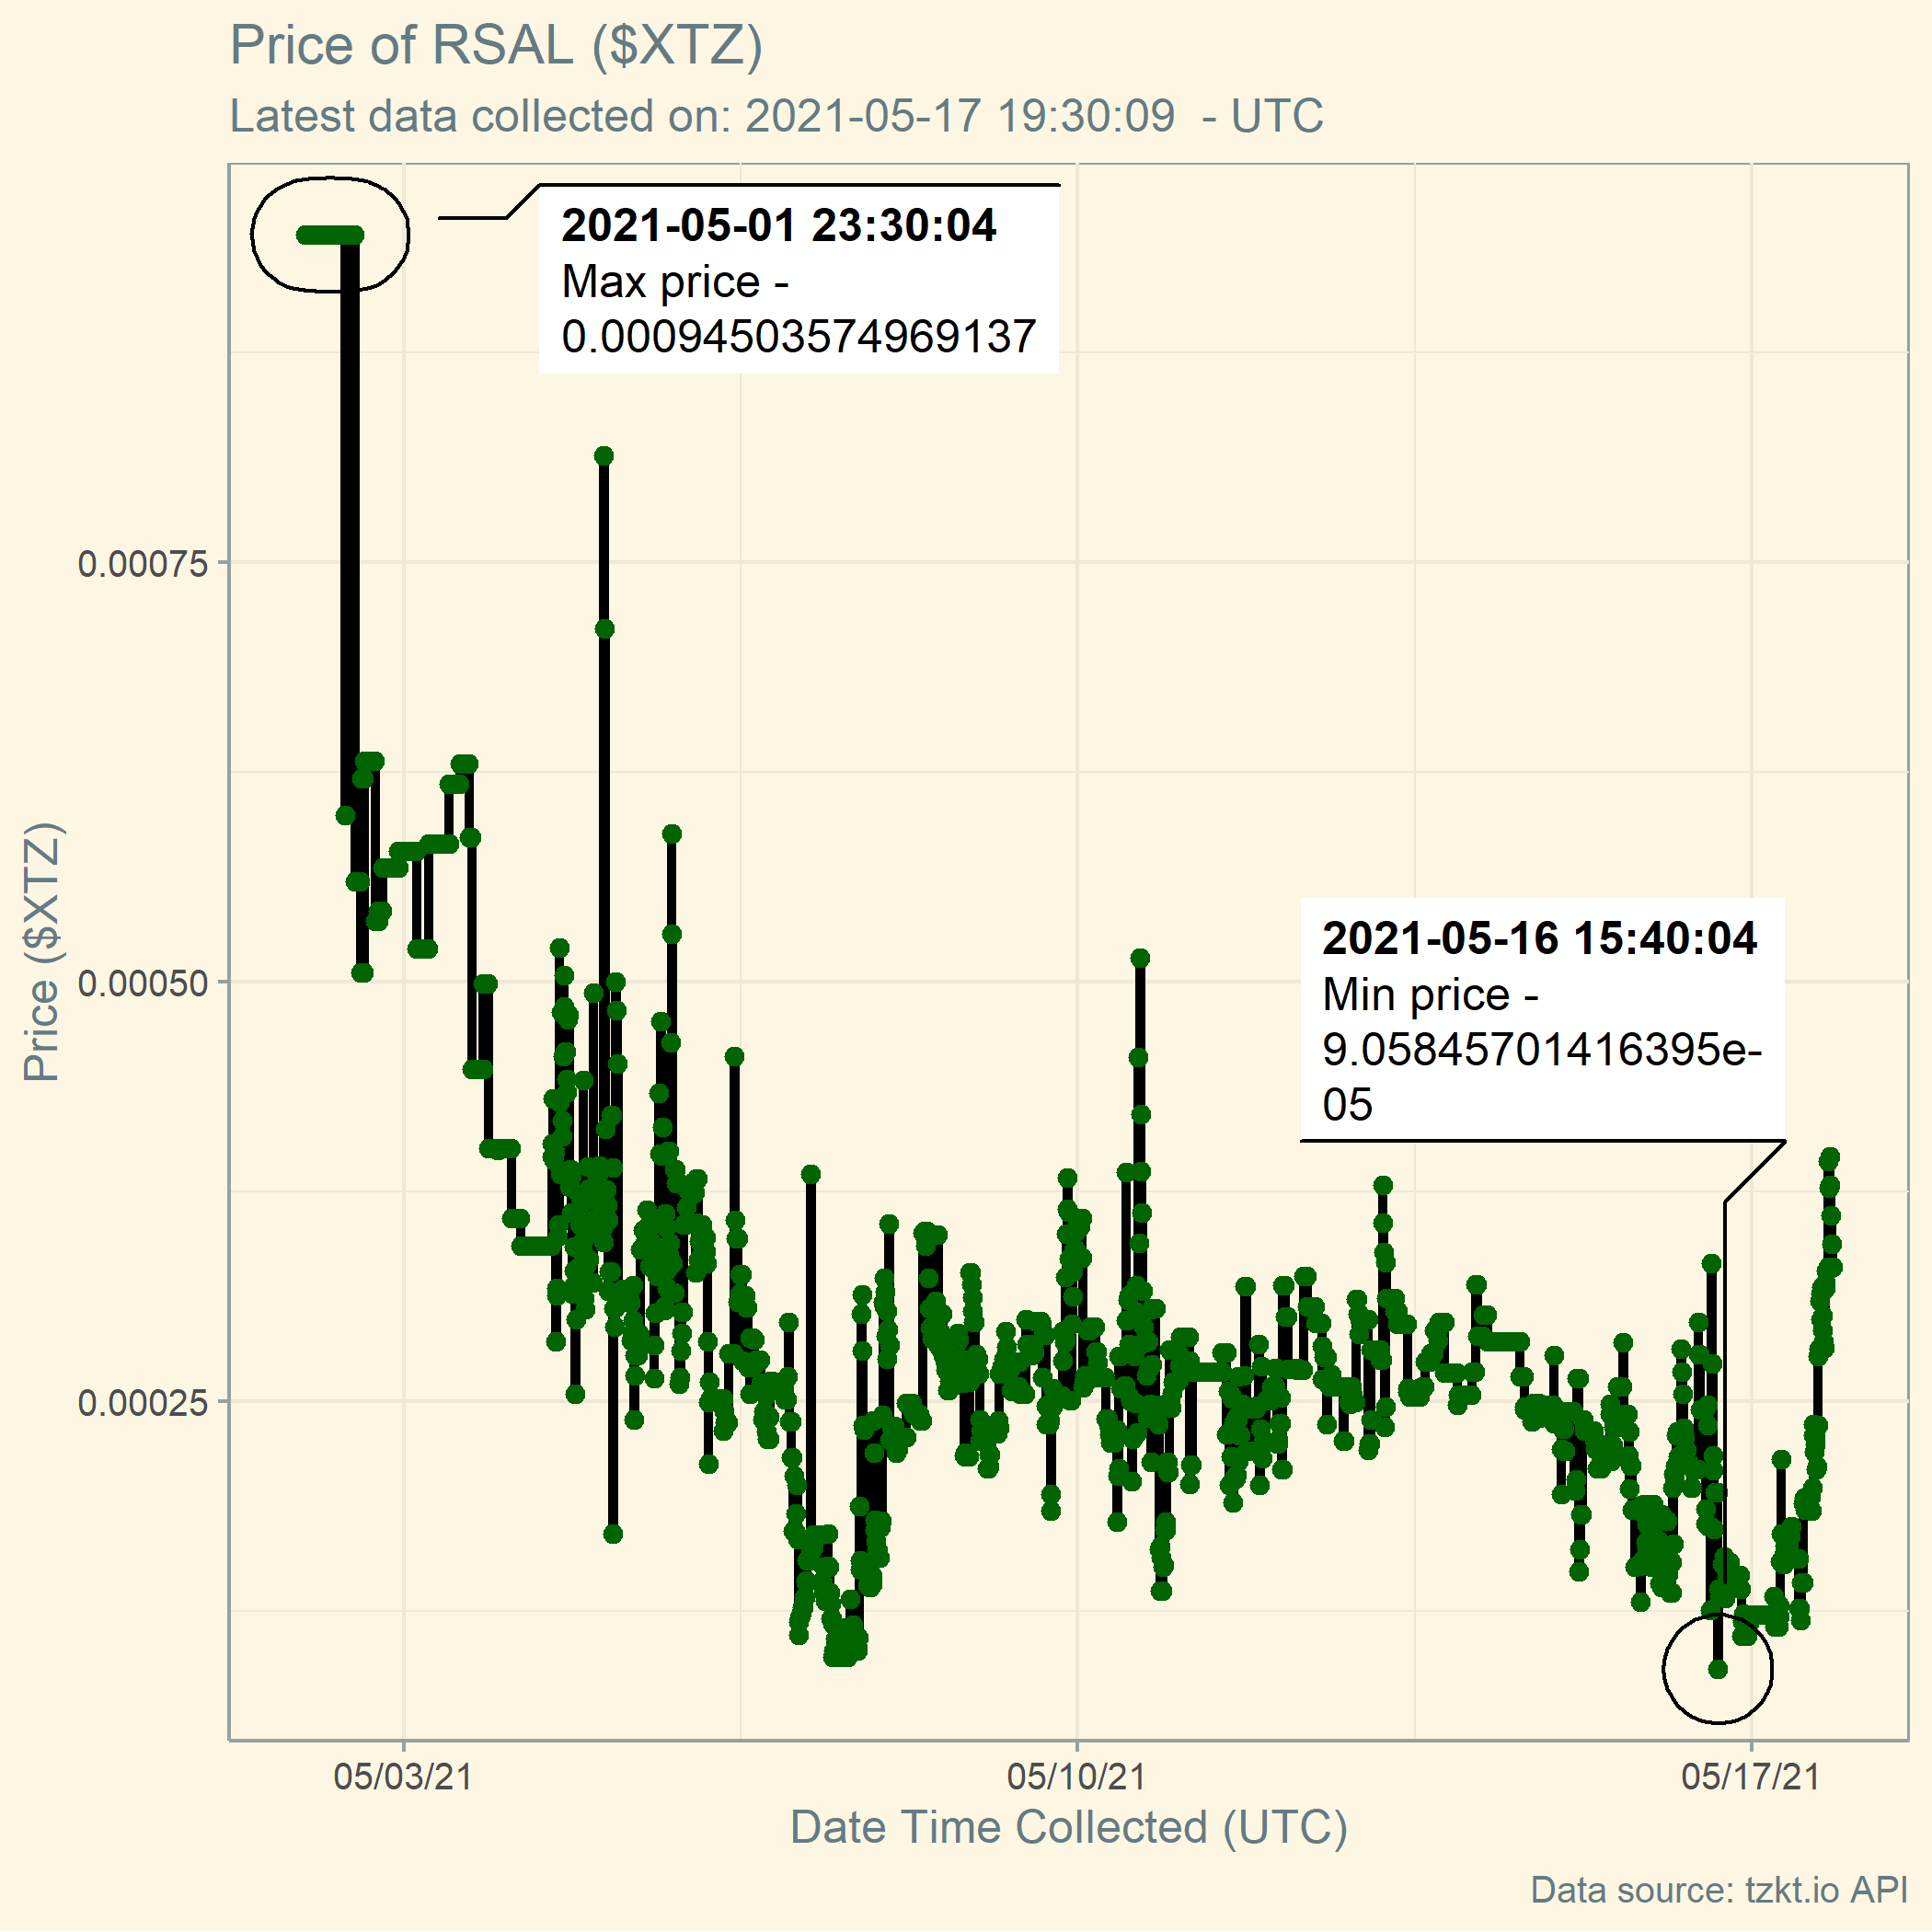 Price of RSAL ($XTZ)
Latest data collected on: 2021-05-17 19:30:09  - UTC
2021-05-01 23:30:04
Max price -
0.00094503574969137
0.00075
2021-05-16 15:40:04
Min price -
9.05845701416395e-
05
Price ($XTZ)
0.00050
0.00025
05/03/21
05/10/21
05/17/21
Date Time Collected (UTC)
Data source: tzkt.io API